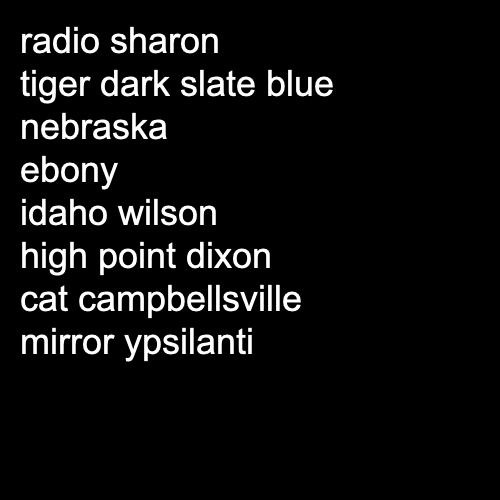 radio sharon
tiger dark slate blue
nebraska
ebony
idaho wilson
high point dixon
cat campbellsville
mirror ypsilanti